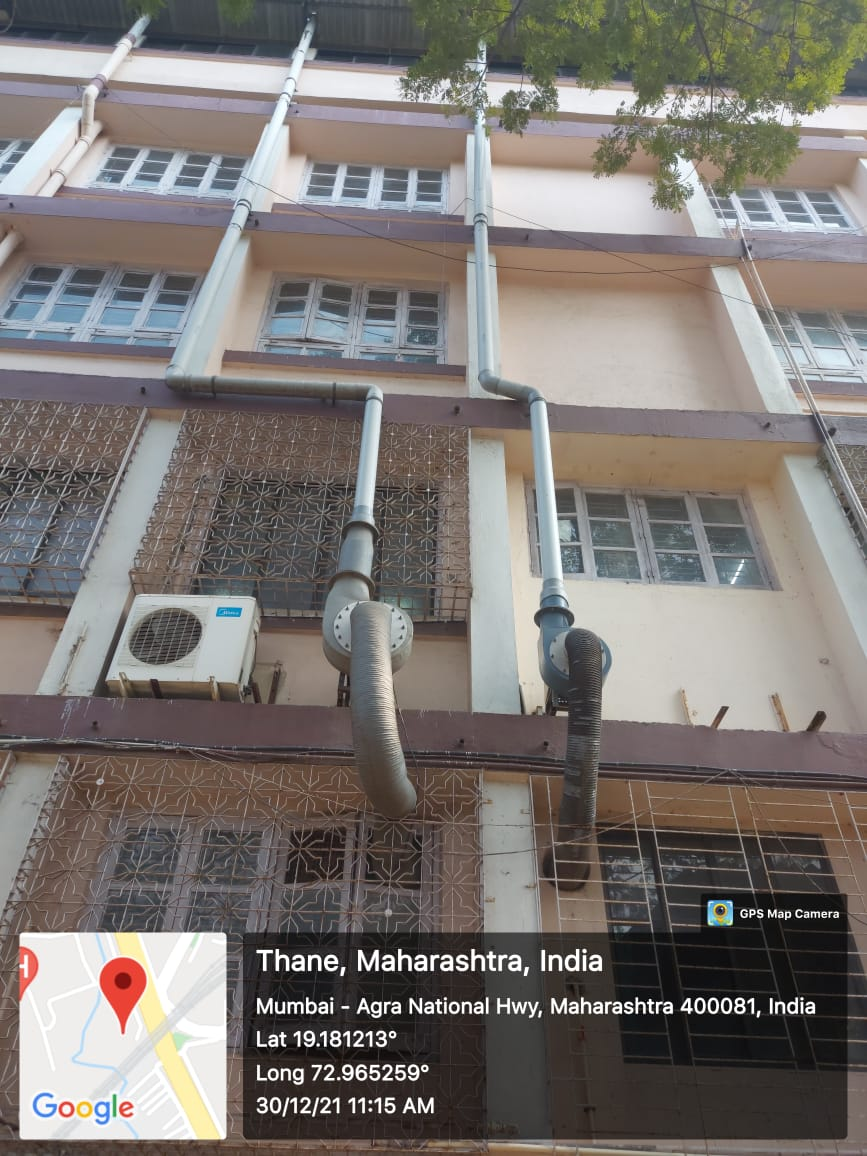 Midea
GPS Map Camera
Thane, Maharashtra, India
Mumbai - Agra National Hwy, Maharashtra 400081, India
Lat 19.181213°
Long 72.965259°
30/12/21 11:15 AM
H
Google